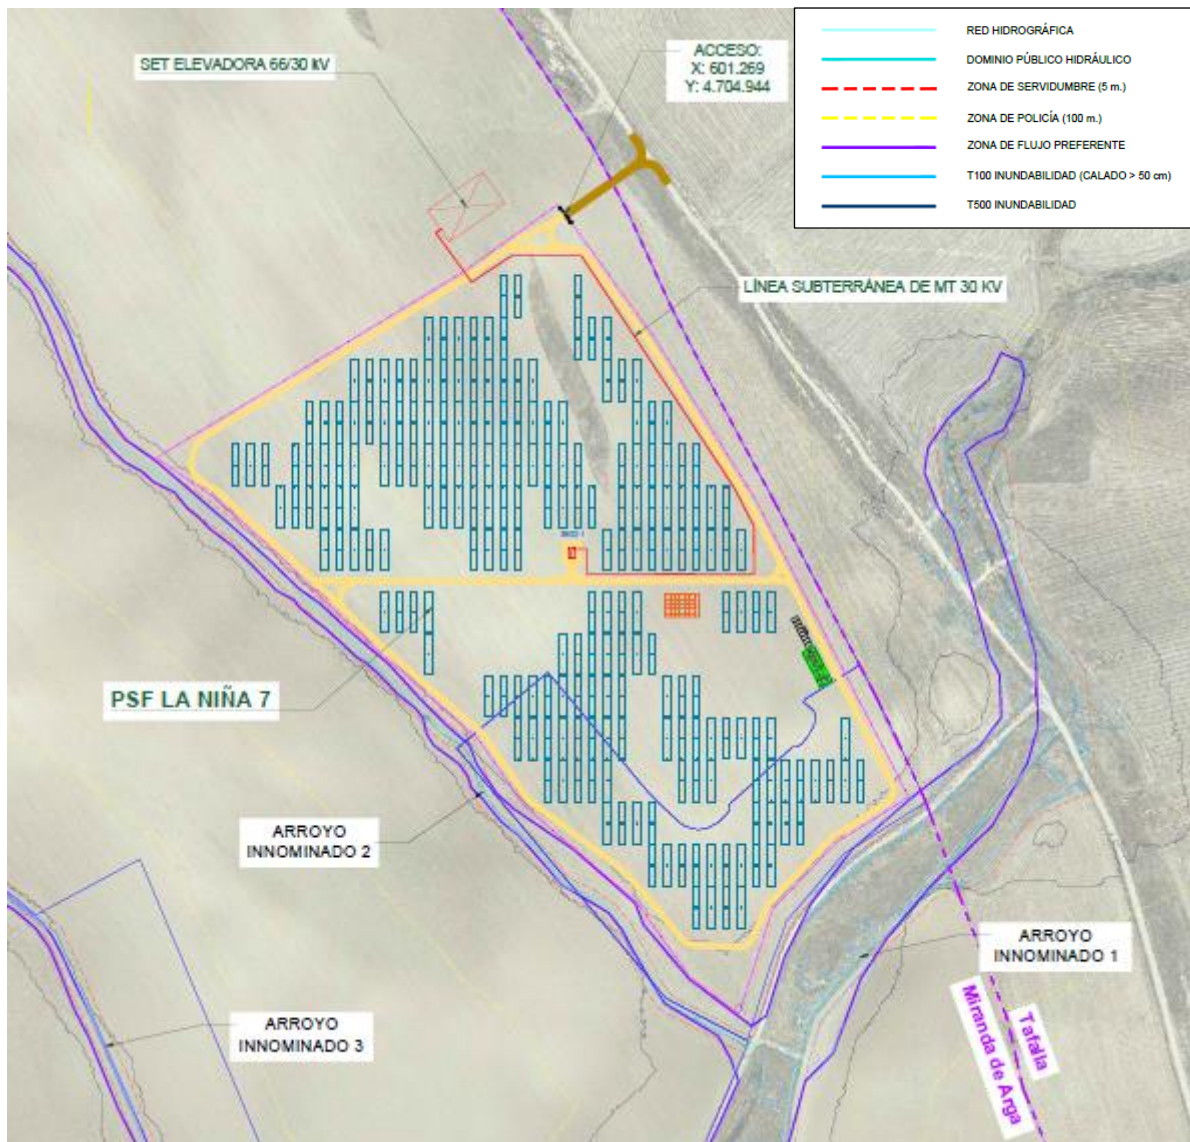 SET ELEVADORA 66/30 kV
ACCESO:
X: 601.269
Y: 4.704.944
RED HIDROGRÁFICA
DOMINIO PÚBLICO HIDRÁULICO
ZONA DE SERVIDUMBRE (5 m.)
ZONA DE POLICÍA (100 m.)
ZONA DE FLUJO PREFERENTE
T100 INUNDABILIDAD (CALADO > 50 cm)
T500 INUNDABILIDAD
LÍNEA SUBTERRÁNEA DE MT 30 KV
PSF LA NIÑA 7
ARROYO
INNOMINADO 2
ARROYO
INNOMINADO 1
ARROYO
INNOMINADO 3
Tafalla
Miranda de Arga